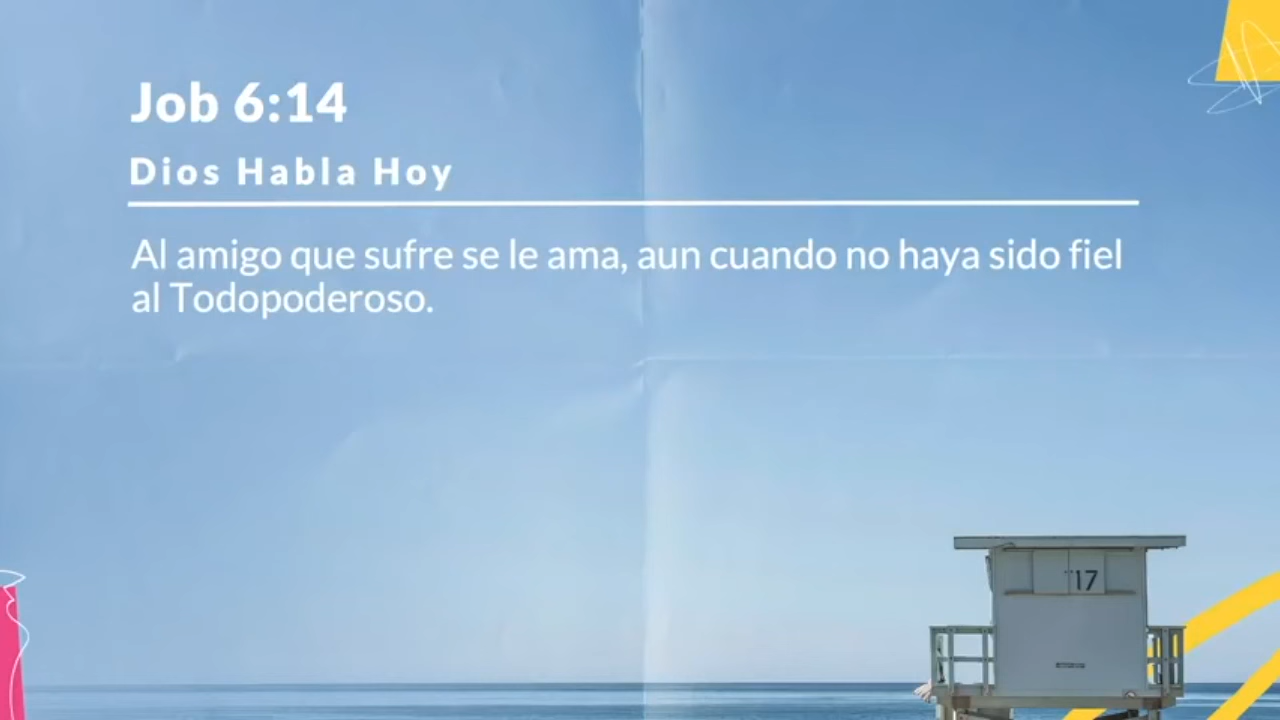 Job 6:14
Dios Habla Hoy
Al amigo que sufre se le ama, aun cuando no haya sido fiel
al Todopoderoso.
17